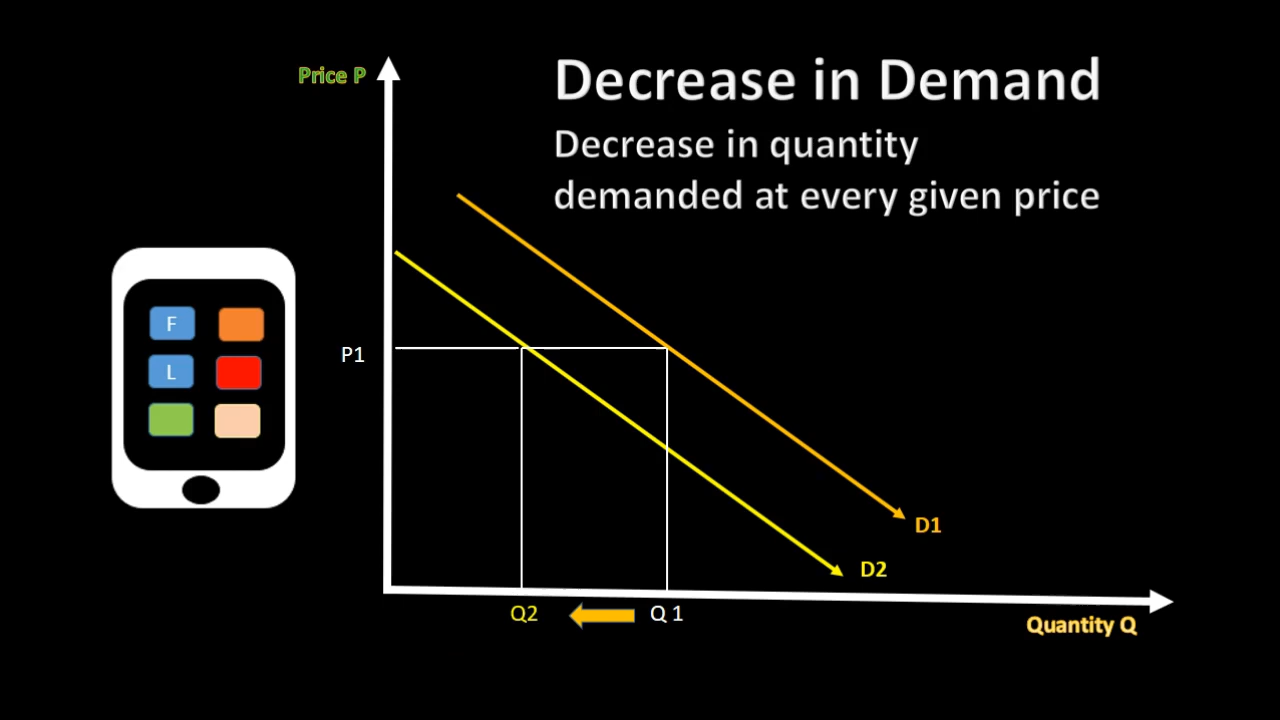 Price P
Decrease in Demand
Decrease in quantity
demanded at every given price
F
L
P1
D1
D2
Q2
Q 1
Quantity Q